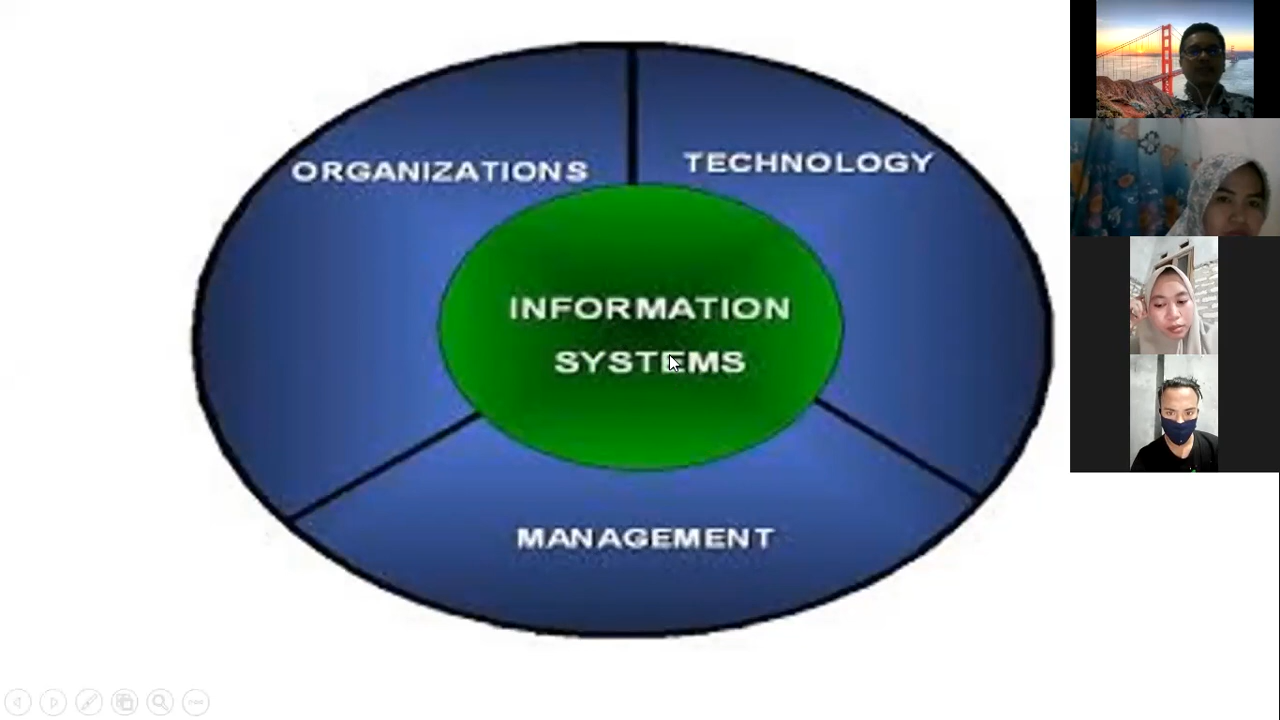 ORGANIZATIONS
TECHNOLOGY
INFORMATION
SYSTEMS
MANAGEMENT